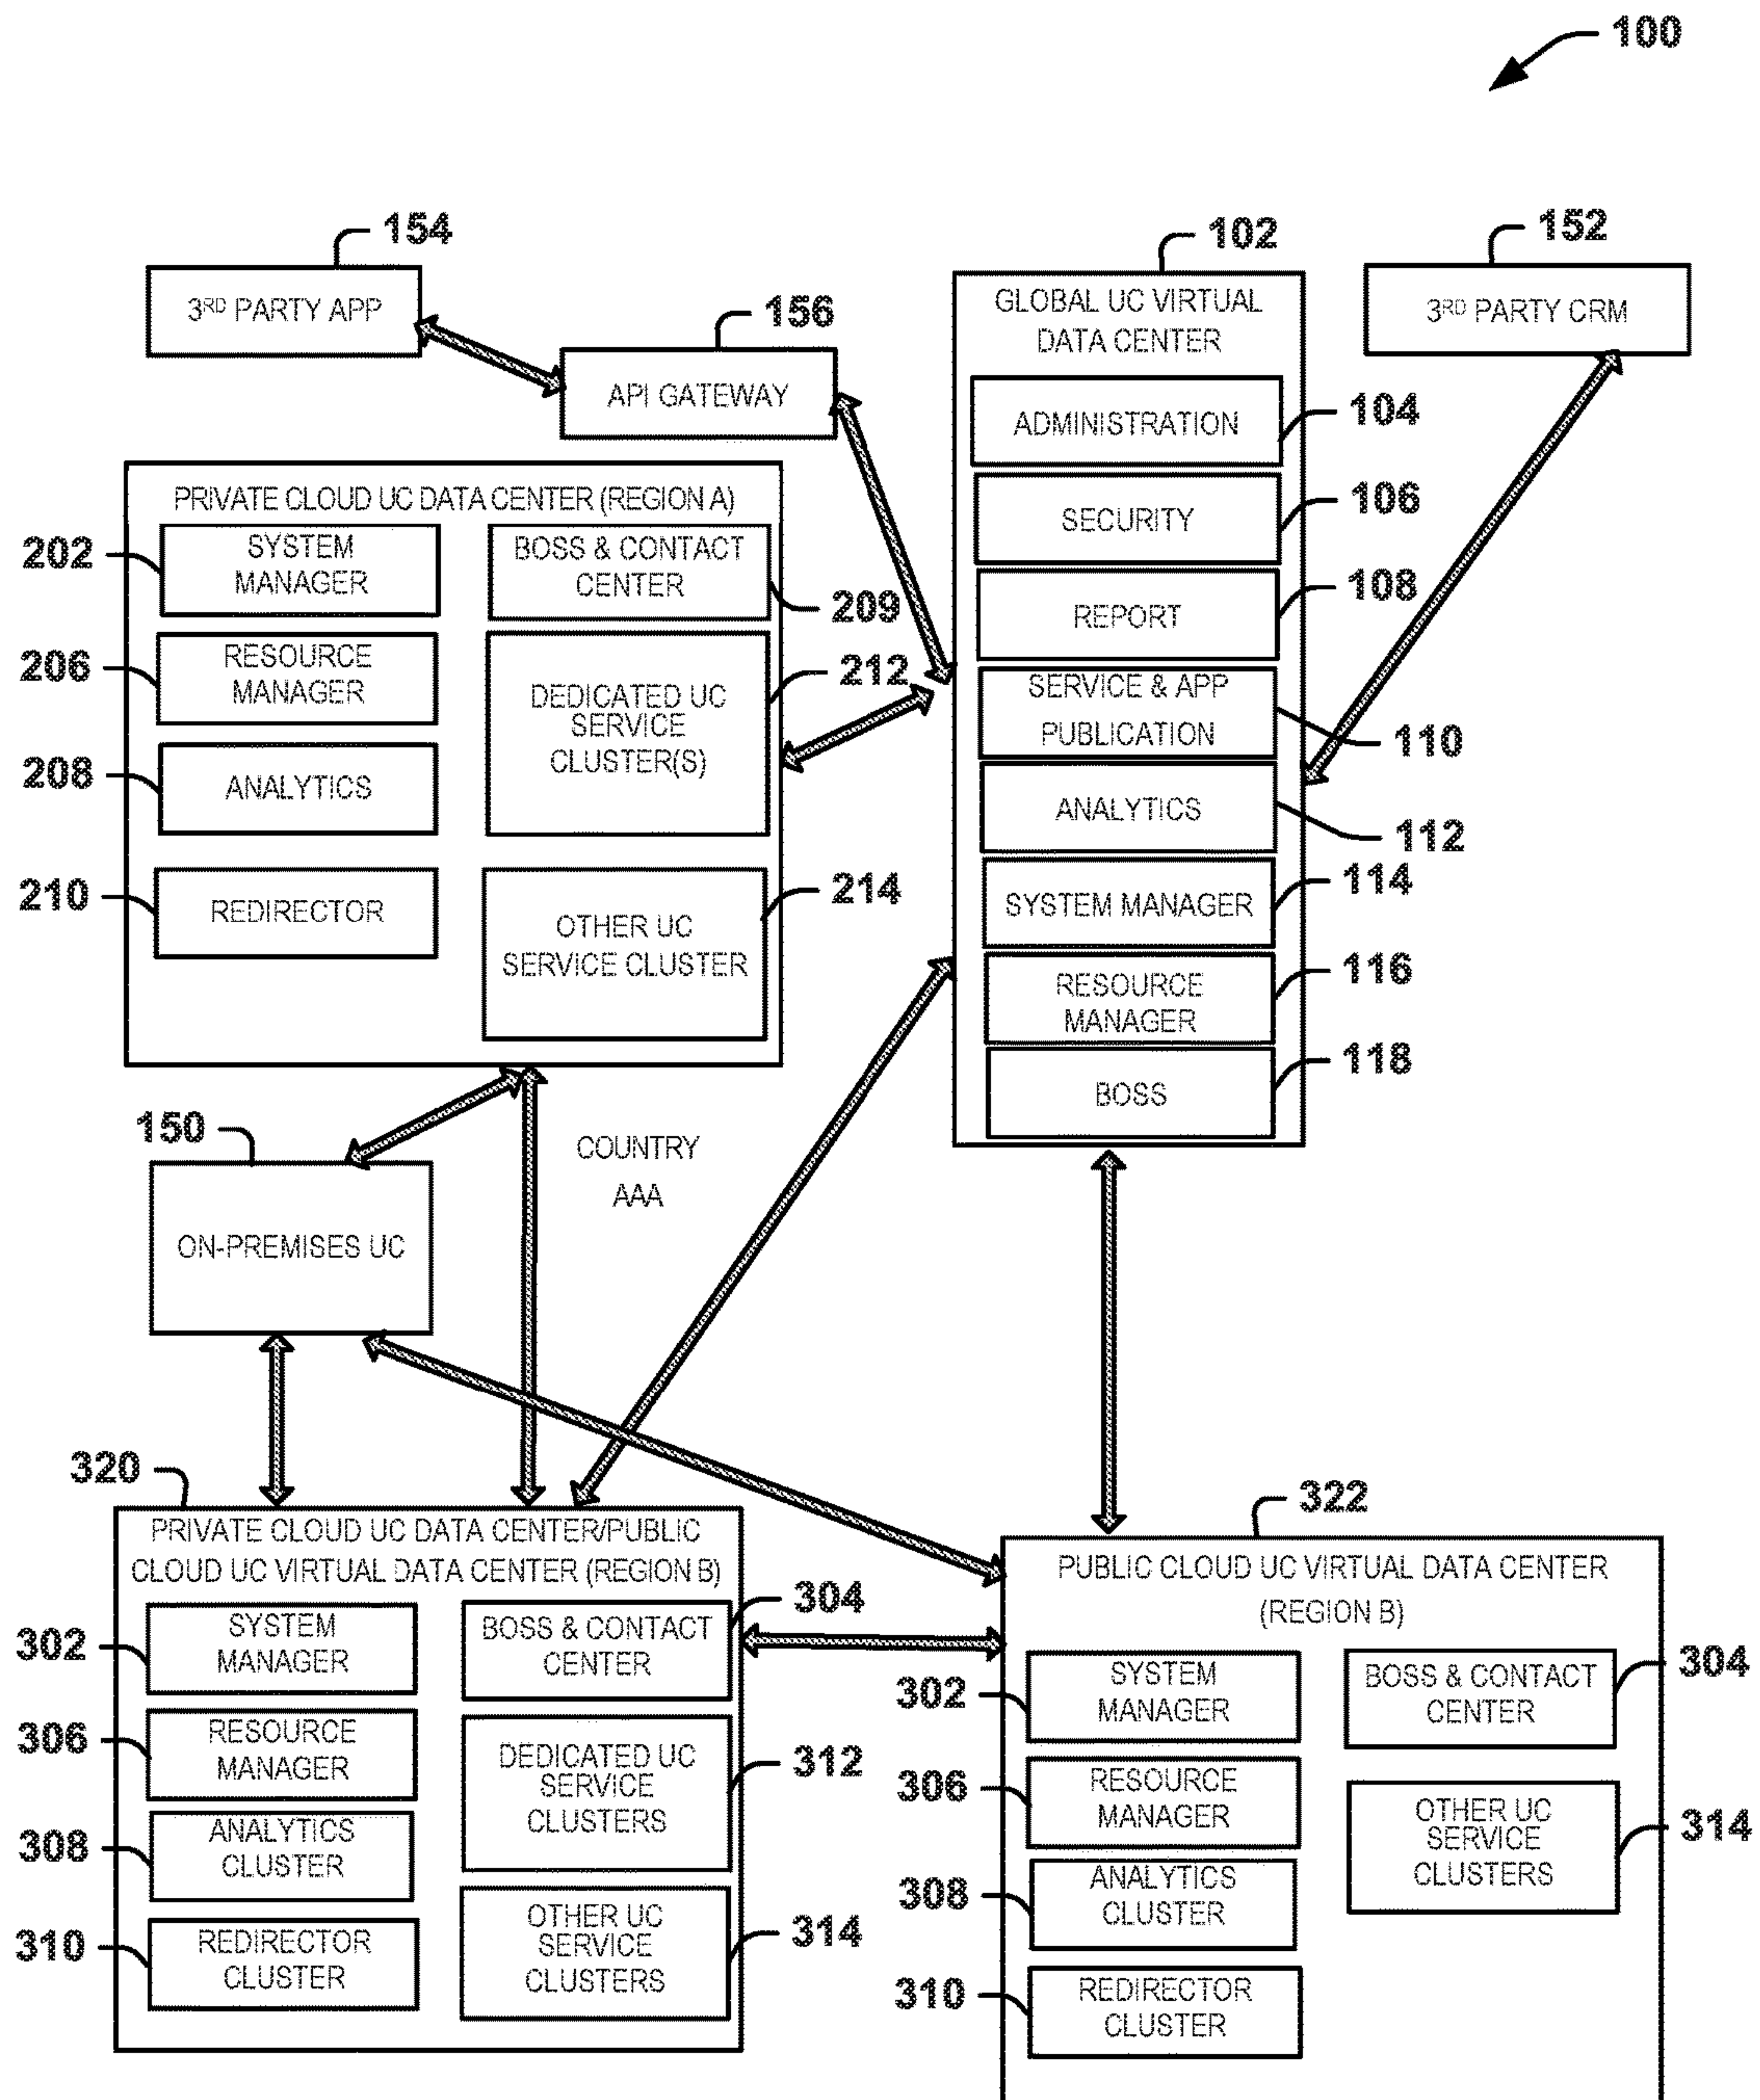 100
154
3RD PARTY APP
156
API GATEWAY
102
GLOBAL UC VIRTUAL
DATA CENTER
152
3RD PARTY CRM
ADMINISTRATION
104
SECURITY
106
REPORT
108
SERVICE & APP
PUBLICATION
110
ANALYTICS
112
SYSTEM MANAGER
114
RESOURCE
MANAGER
116
BOSS
118
PRIVATE CLOUD UC DATA CENTER (REGION A)
202
SYSTEM
MANAGER
BOSS & CONTACT
CENTER
209
206
RESOURCE
MANAGER
212
DEDICATED UC
SERVICE
CLUSTER(S)
208
ANALYTICS
210
REDIRECTOR
214
OTHER UC
SERVICE CLUSTER
150
ON-PREMISES UC
COUNTRY
AAA
320
PRIVATE CLOUD UC DATA CENTER/PUBLIC
CLOUD UC VIRTUAL DATA CENTER (REGION B)
302
SYSTEM
MANAGER
304
BOSS & CONTACT
CENTER
306
RESOURCE
MANAGER
312
DEDICATED UC
SERVICE
CLUSTERS
308
ANALYTICS
CLUSTER
310
REDIRECTOR
CLUSTER
314
OTHER UC
SERVICE
CLUSTERS
322
PUBLIC CLOUD UC VIRTUAL DATA CENTER
(REGION B)
302
SYSTEM
MANAGER
304
BOSS & CONTACT
CENTER
306
RESOURCE
MANAGER
314
OTHER UC
SERVICE
CLUSTERS
308
ANALYTICS
CLUSTER
310
REDIRECTOR
CLUSTER